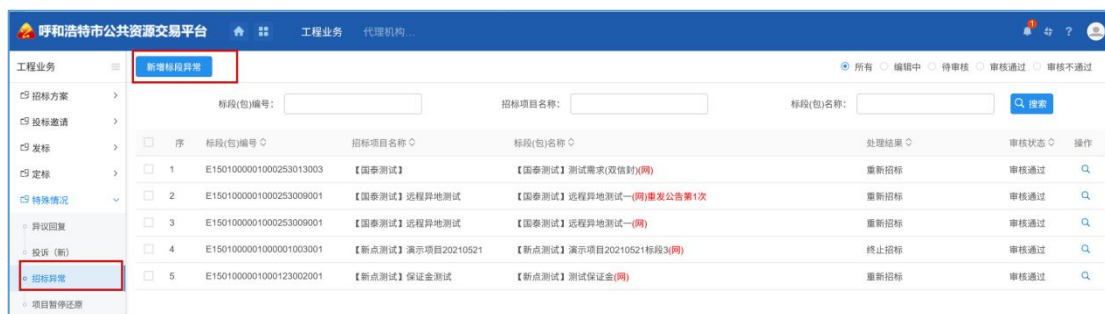 呼和浩特市公共资源交易平台 工程业务 代理机构... 1 ?
工程业务
新增标段异常 所有 编辑中 待审核 审核通过 审核不通过
招标方案
投标邀请
发标
定标
特殊情况
异议回复
投诉（新）
招标异常
项目暂停还原
标段(包)编号： 招标项目名称： 标段(包)名称： 搜索
序 标段(包)编号 招标项目名称 标段(包)名称 处理结果 审核状态 操作
1 E1501000001000253013003 【国泰测试】 【国泰测试】测试需求(双信封)(网) 重新招标 审核通过
2 E1501000001000253009001 【国泰测试】远程异地测试 【国泰测试】远程异地测试一(网)重发公告第1次 重新招标 审核通过
3 E1501000001000253009001 【国泰测试】远程异地测试 【国泰测试】远程异地测试一(网) 重新招标 审核通过
4 E1501000001000001003001 【新点测试】演示项目20210521 【新点测试】演示项目20210521标段3(网) 终止招标 审核通过
5 E1501000001000123002001 【新点测试】保证金测试 【新点测试】测试保证金(网) 重新招标 审核通过